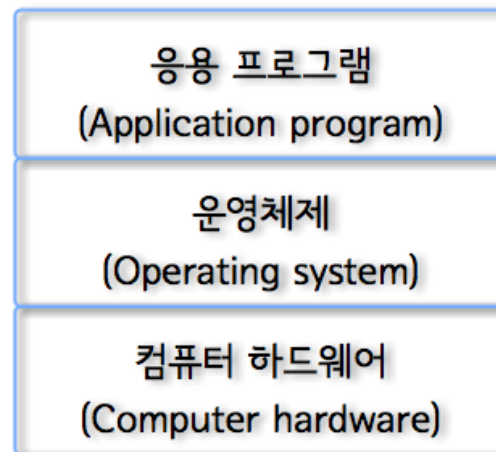 응용 프로그램
(Application program)
운영체제
(Operating system)
컴퓨터 하드웨어
(Computer hardware)